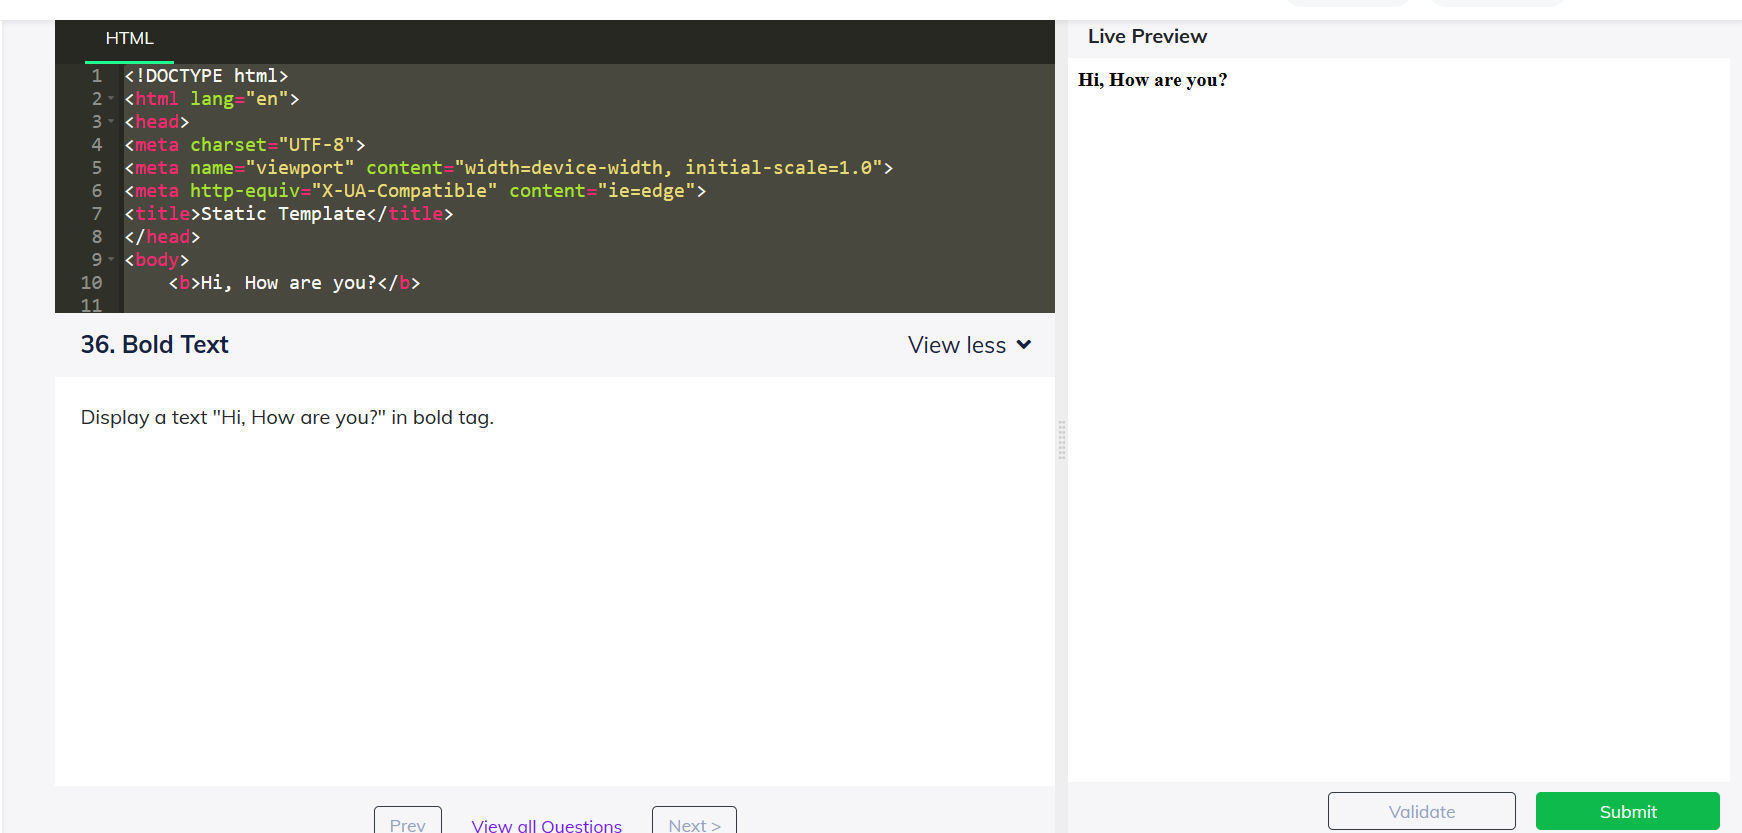 HTML
1 <!DOCTYPE html>
2 <html lang="en">
3 <head>
4 <meta charset="UTF-8">
5 <meta name="viewport" content="width=device-width, initial-scale=1.0">
6 <meta http-equiv="X-UA-Compatible" content="ie=edge">
7 <title>Static Template</title>
8 </head>
9 <body>
10 <b>Hi, How are you?</b>
11
36. Bold Text
View less
Display a text "Hi, How are you?" in bold tag.
Prev
View all Questions
Next >
Live Preview
Hi, How are you?
Validate
Submit